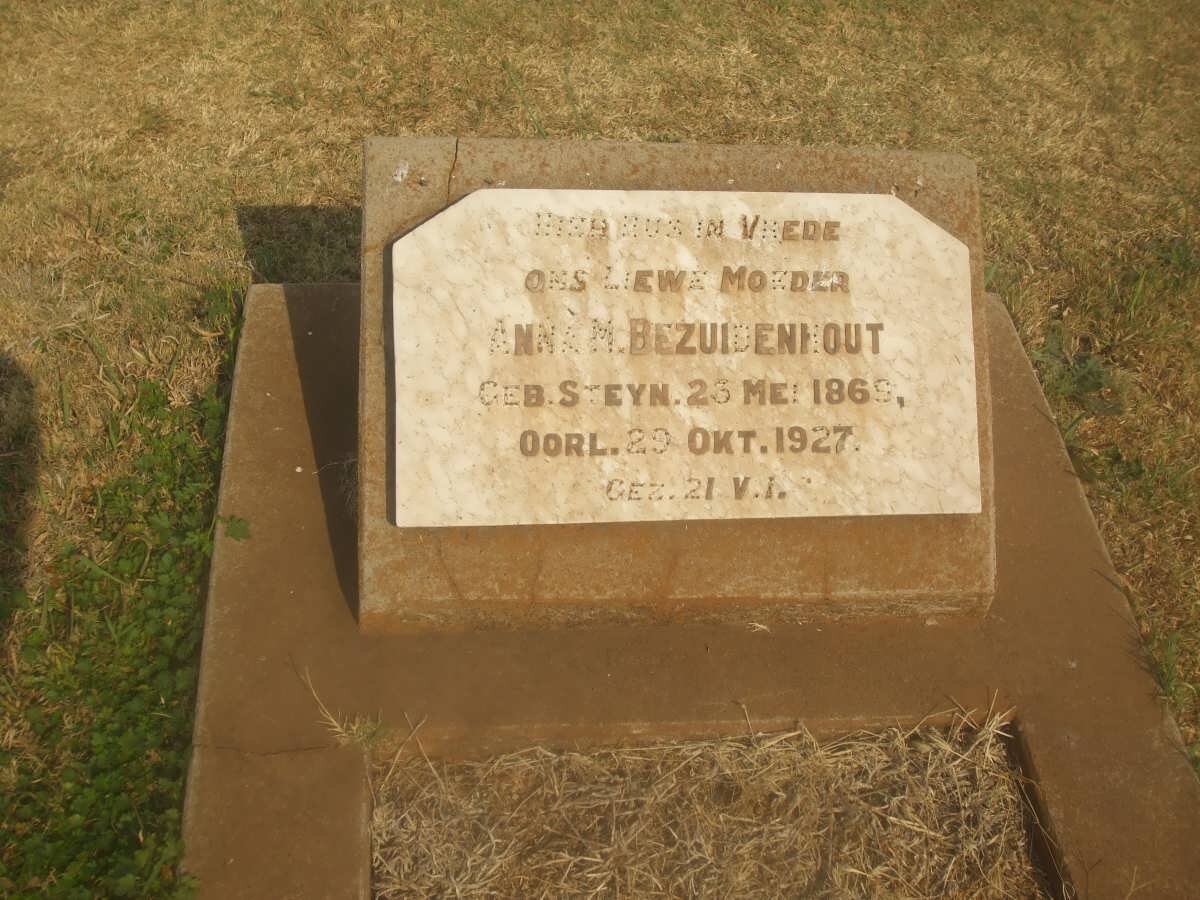 HIER RUS IN VREDE
ONS LIEWE MOEDER
ANNA M. BEZUIDENHOUT
GEB. STEYN. 23 MEI 1869,
OORL. 29 OKT. 1927.
GEZ. 21 V.1.